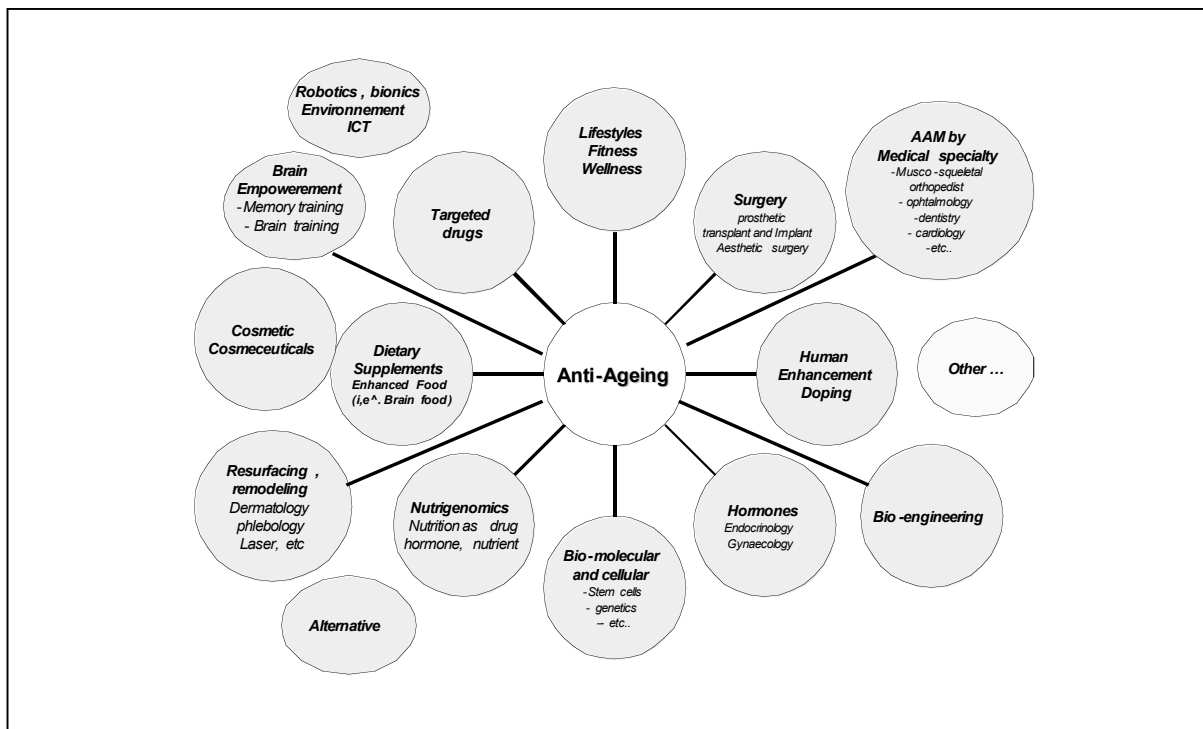 Robotics , bionics
Environnement
ICT
Lifestyles
Fitness
Wellness
AAM by
Medical specialty
-Musco -squeletal
orthopedist
- ophtalmology
-dentistry
- cardiology
-etc..
Brain
Empowerement
- Memory training
- Brain training
Targeted
drugs
Surgery
prosthetic
transplant and Implant
Aesthetic surgery
Cosmetic
Cosmeceuticals
Dietary
Supplements
Enhanced Food
(i,e^. Brain food)
Anti-Ageing
Human
Enhancement
Doping
Other ...
Resurfacing ,
remodeling
Dermatology
phlebology
Laser, etc
Nutrigenomics
Nutrition as drug
hormone, nutrient
Bio-molecular
and cellular
-Stem cells
- genetics
– etc..
Hormones
Endocrinology
Gynaecology
Bio -engineering
Alternative